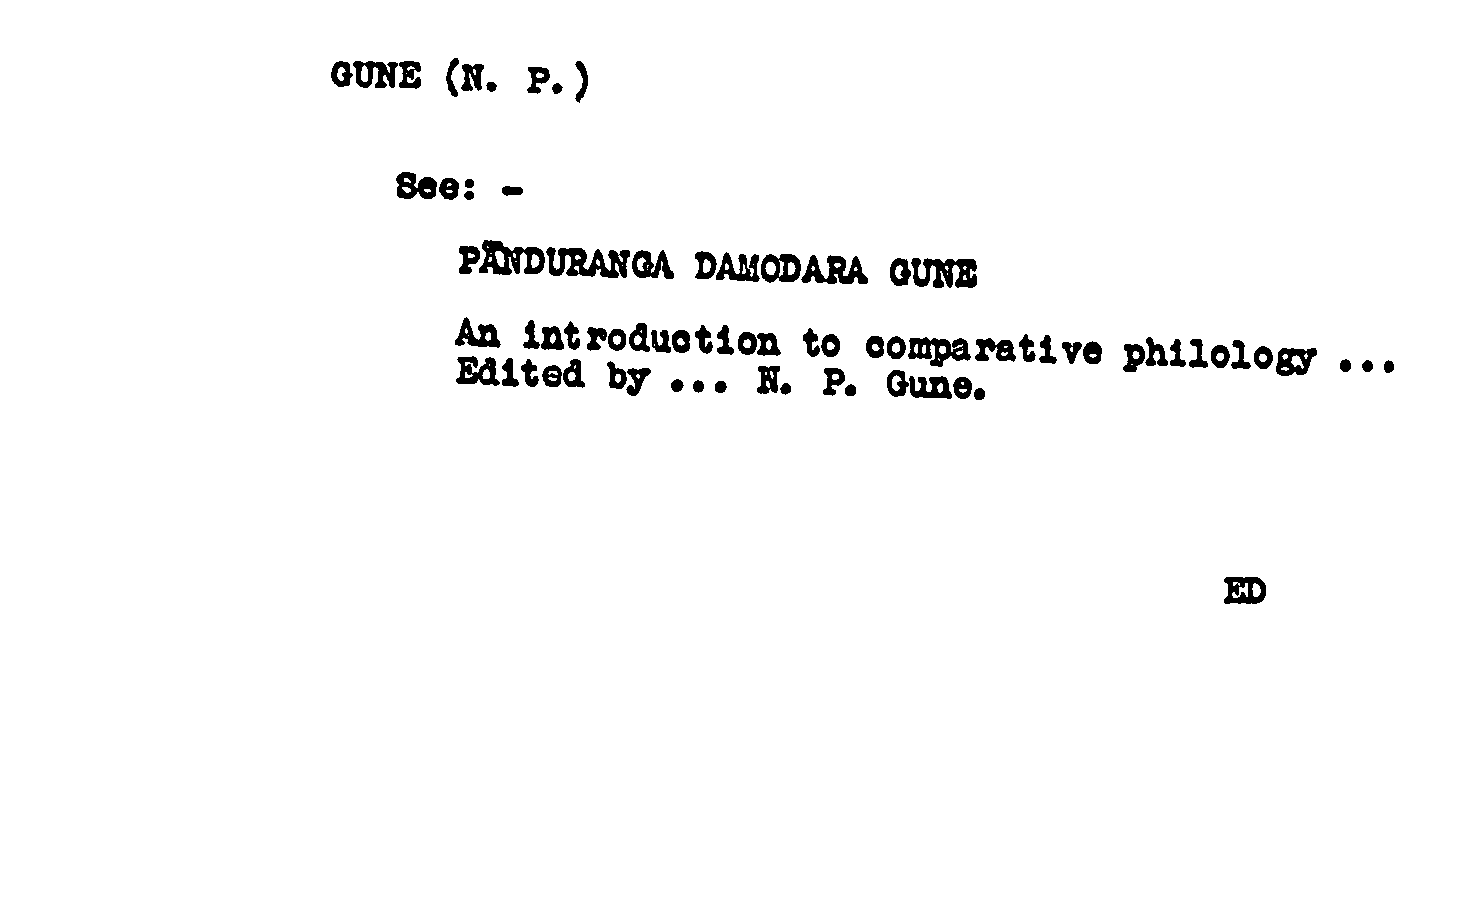 GUNE (N. P.)
See: -
PĀNDURANGA DAMODARA GUNE
An introduction to comparative philology ...
Edited by ... N. P. Gune.
ED